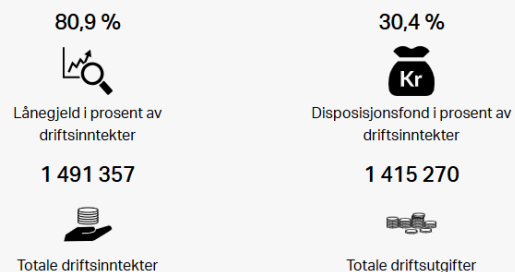 80,9 %
30,4 %
Kr
Lånegjeld i prosent av
driftsinntekter
Disposisjonsfond i prosent av
driftsinntekter
1 491 357
1 415 270
Totale driftsinntekter
Totale driftsutgifter